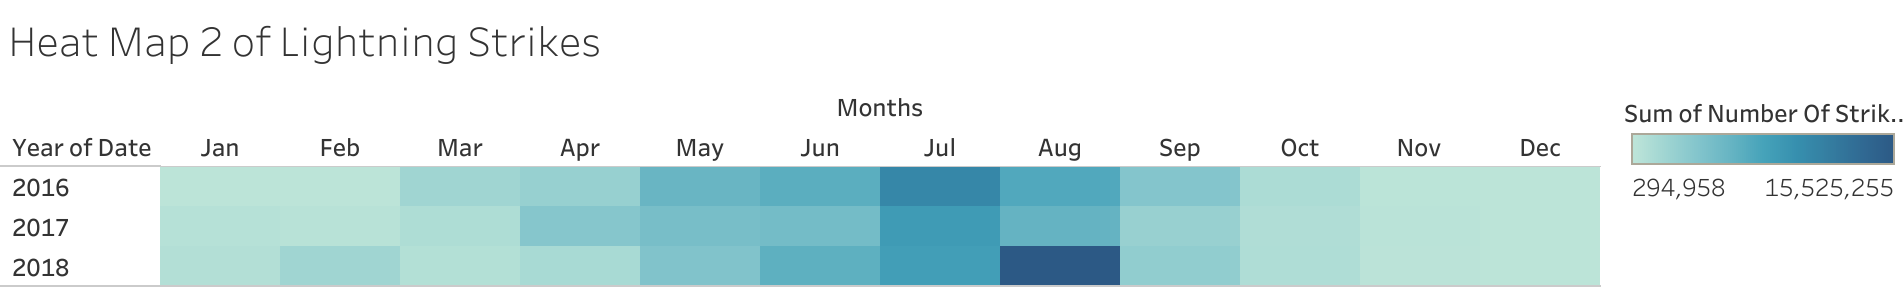 Heat Map 2 of Lightning Strikes
Months
Year of Date Jan Feb Mar Apr May Jun Jul Aug Sep Oct Nov Dec
2016
2017
2018
Sum of Number Of Strik..
294,958 15,525,255